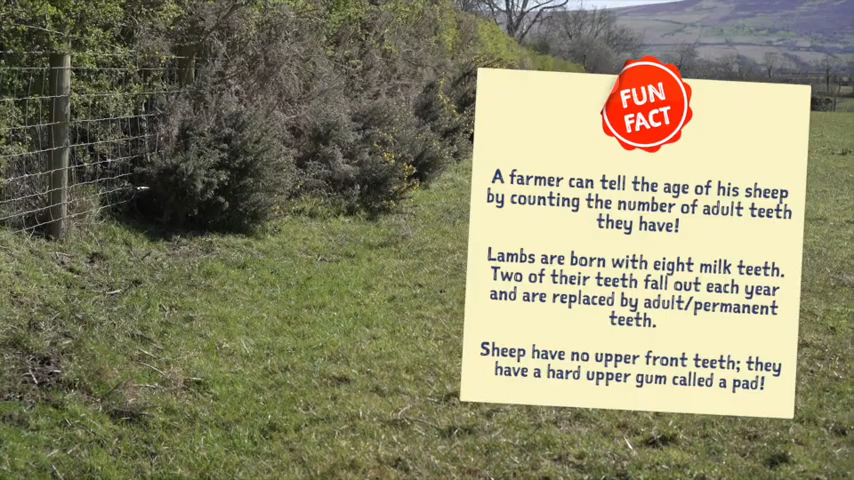 FUN
FACT
A farmer can tell the age of his sheep
by counting the number of adult teeth
they have!
Lambs are born with eight milk teeth.
Two of their teeth fall out each year
and are replaced by adult/permanent
teeth.
Sheep have no upper front teeth; they
have a hard upper gum called a pad!